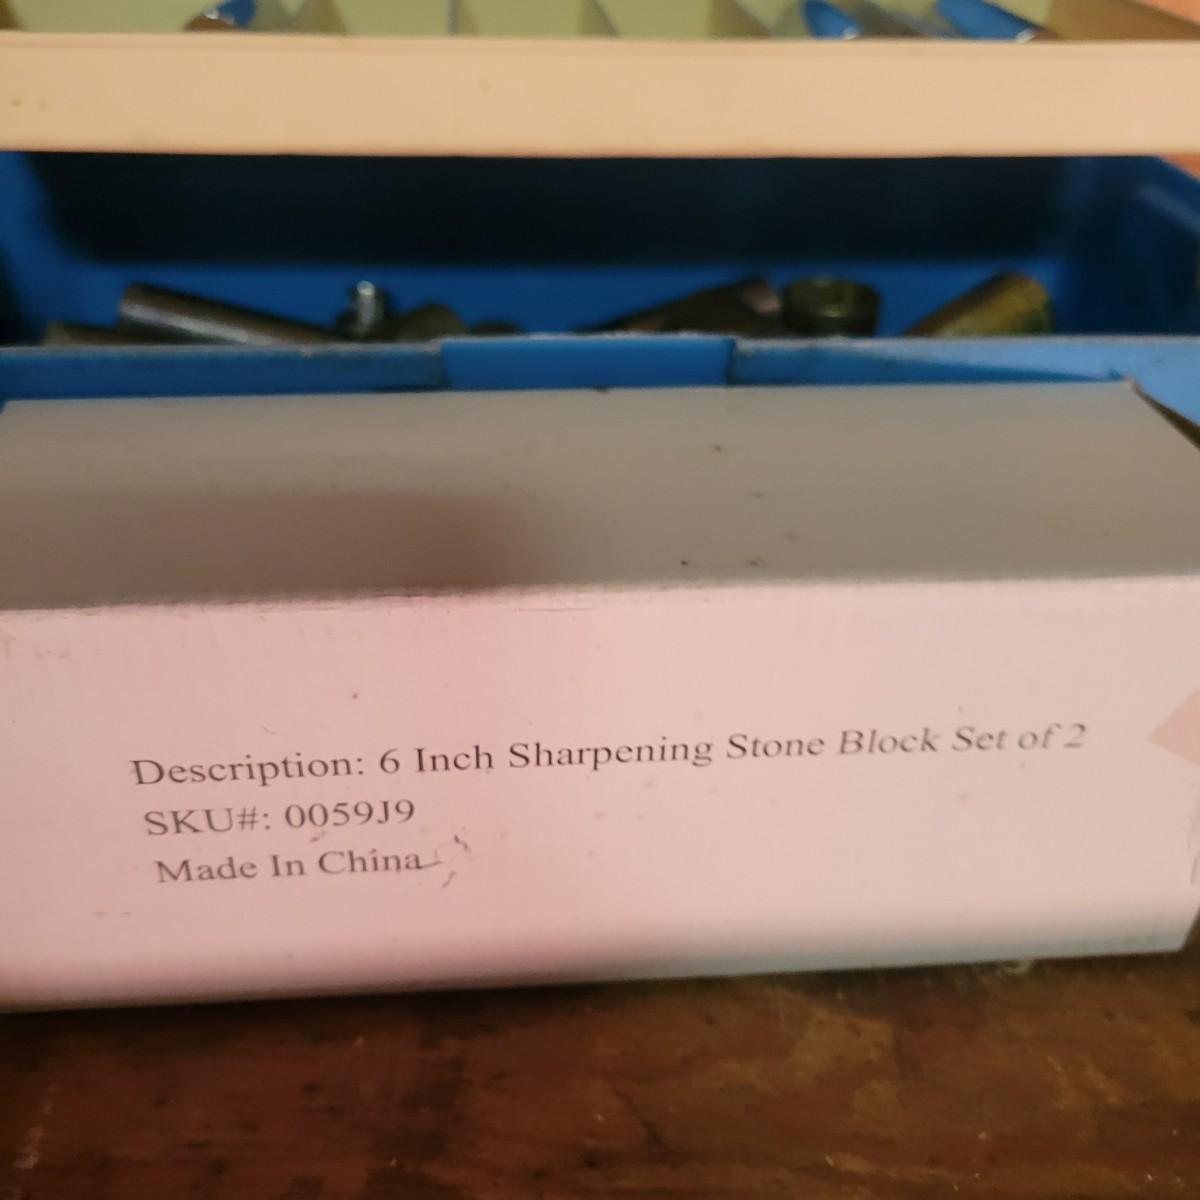 Description: 6 Inch Sharpening Stone Block Set of 2
SKU#: 0059J9
Made In China